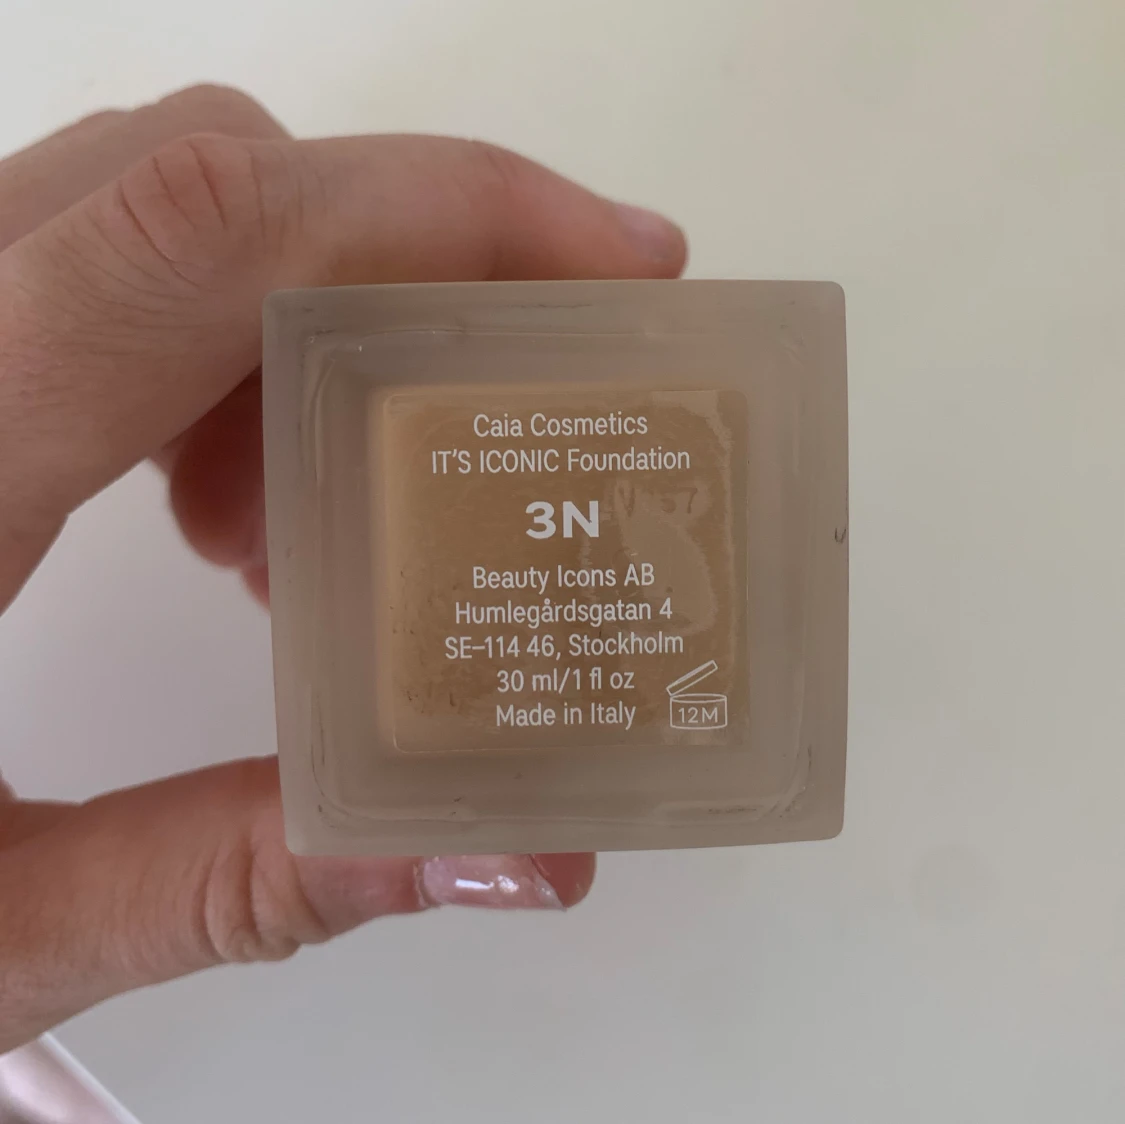 Caia Cosmetics
IT'S ICONIC Foundation
3N
Beauty Icons AB
Humlegårdsgatan 4
SE–114 46, Stockholm
30 ml/1 fl oz
Made in Italy
12M